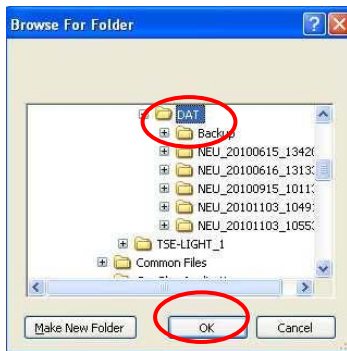 Browse For Folder
DAT
Backup
NEU_20100615_1342
NEU_20100616_1313
NEU_20100915_1011
NEU_20101103_1049
NEU_20101103_1055
TSE-LIGHT_1
Common Files
Make New Folder
OK
Cancel